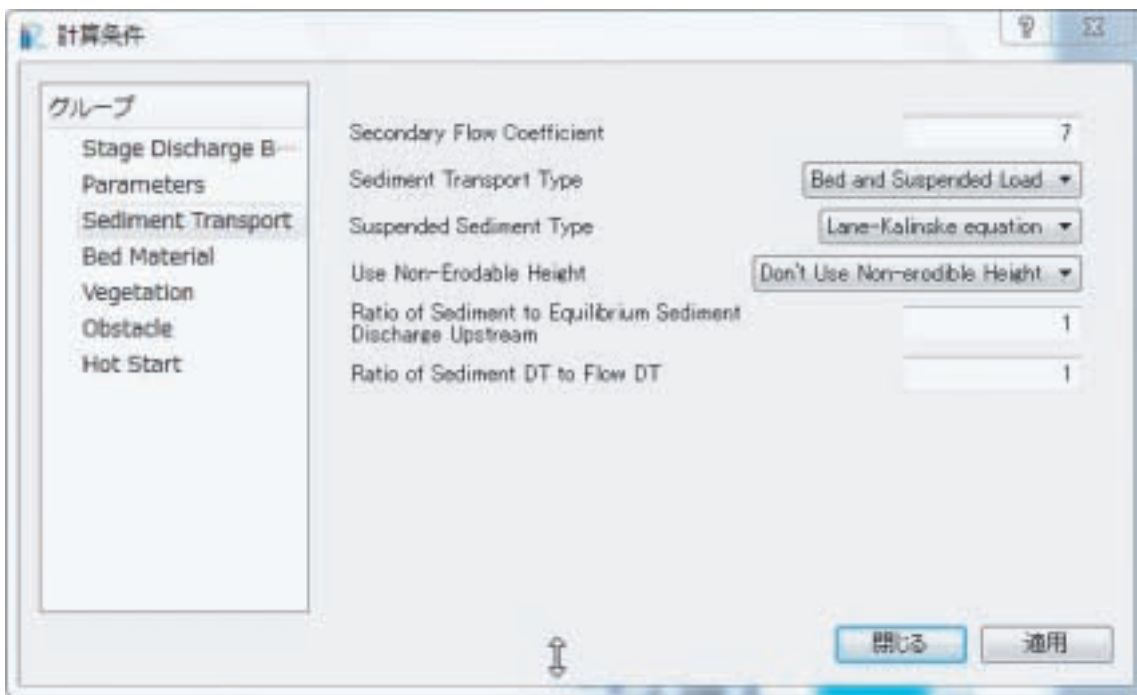 計算条件
グループ
Stage Discharge B…
Parameters
Sediment Transport
Bed Material
Vegetation
Obstacle
Hot Start
Secondary Flow Coefficient 7
Sediment Transport Type Bed and Suspended Load
Suspended Sediment Type Lane-Kalinske equation
Use Non-Erodable Height Don't Use Non-erodible Height
Ratio of Sediment to Equilibrium Sediment
Discharge Upstream 1
Ratio of Sediment DT to Flow DT 1
閉じる 適用